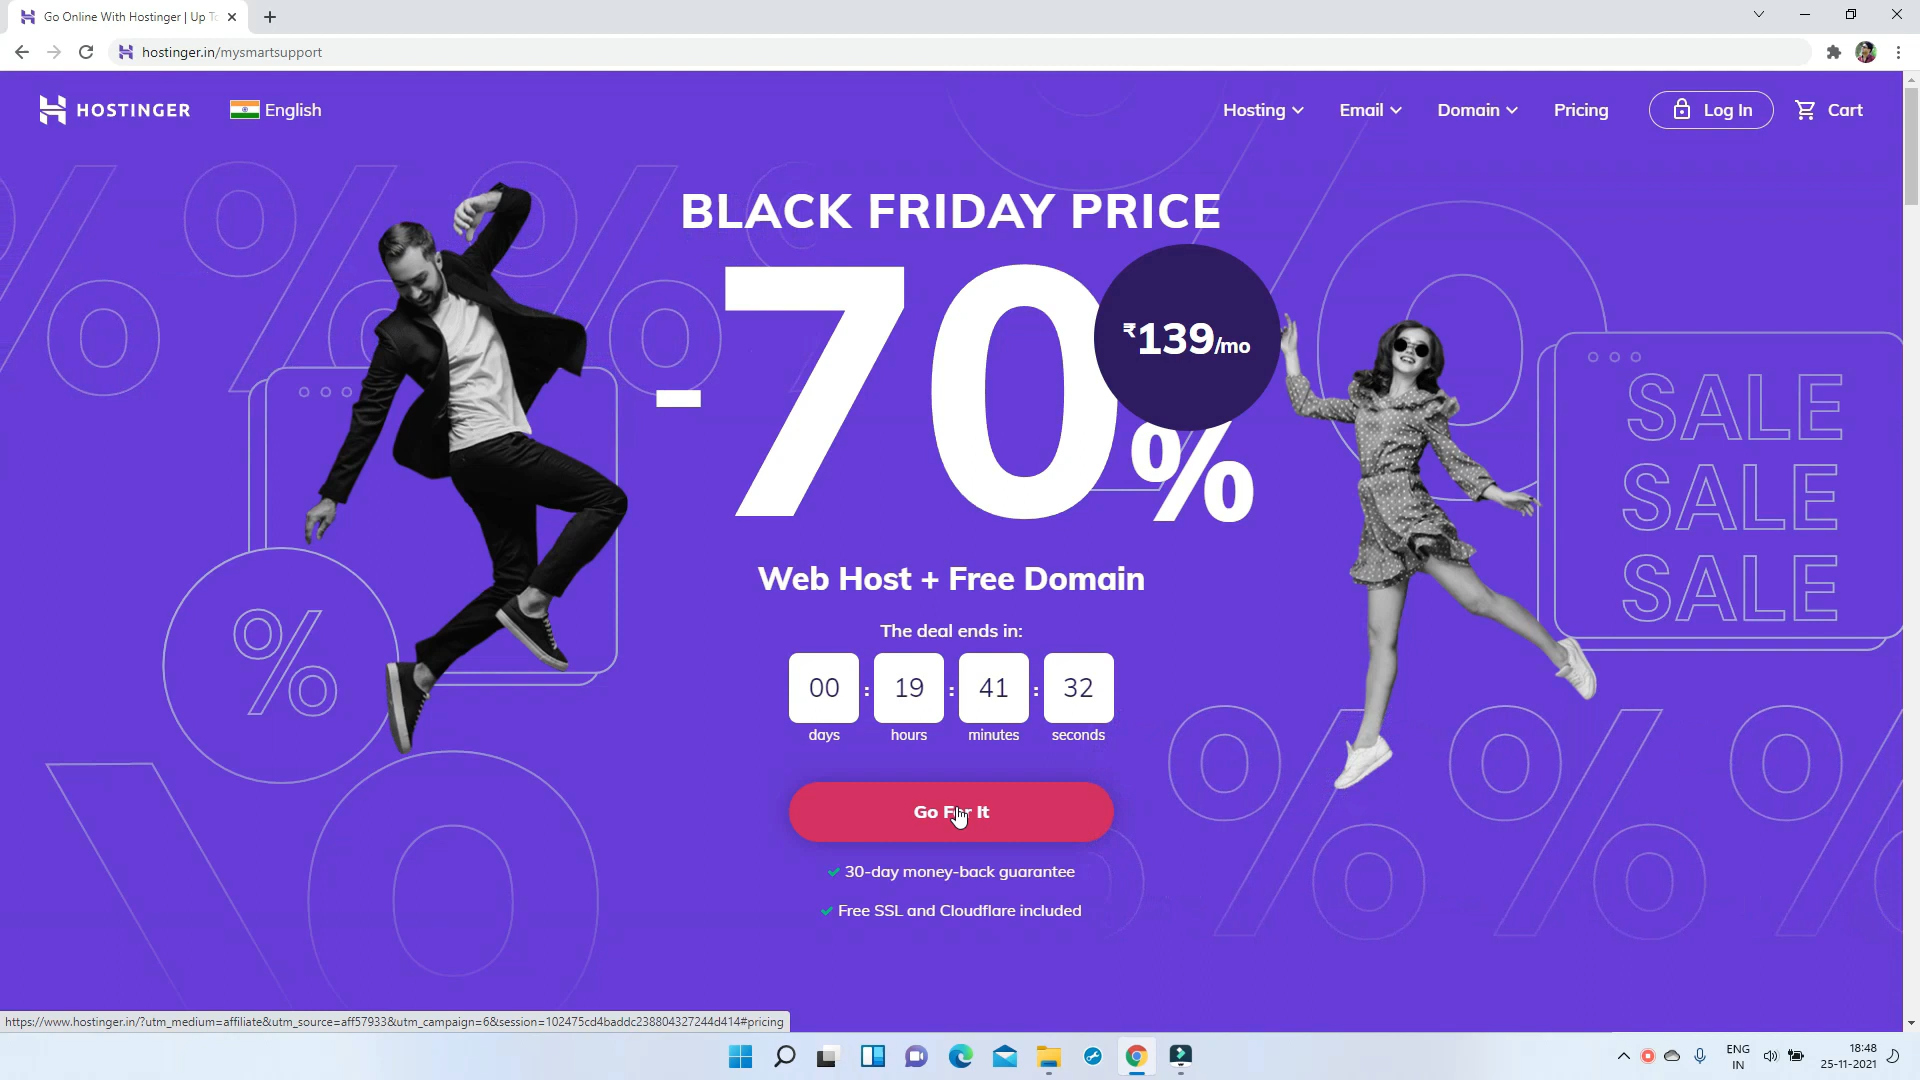 Go Online With Hostinger | Up To
hostinger.in/mysmartsupport
HOSTINGER
English
Hosting
Email
Domain
Pricing
Log In
Cart
BLACK FRIDAY PRICE
-70%
₹139/mo
SALE
SALE
SALE
%
Web Host + Free Domain
The deal ends in:
00 : 19 : 41 : 32
days hours minutes seconds
Go For It
30-day money-back guarantee
Free SSL and Cloudflare included
https://www.hostinger.in/?utm_medium=affiliate&utm_source=aff57933&utm_campaign=6&session=102475cd4baddc238804327244d414#pricing
ENG
IN
18:48
25-11-2021